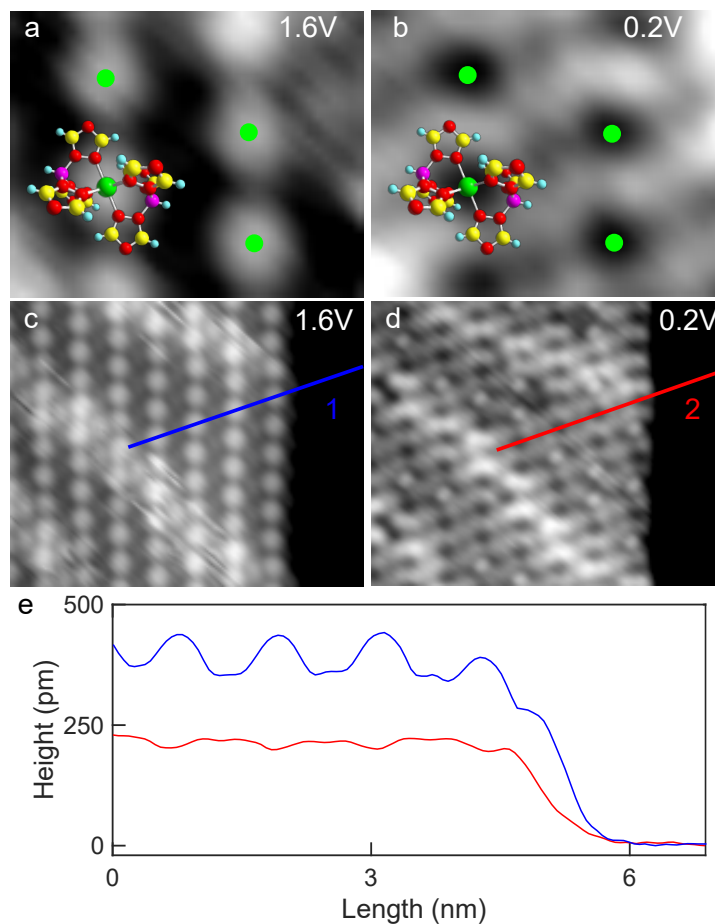 a 1.6V
b 0.2V
c 1.6V
1
d 0.2V
2
e
500
250
0
Height (pm)
0 3 6
Length (nm)